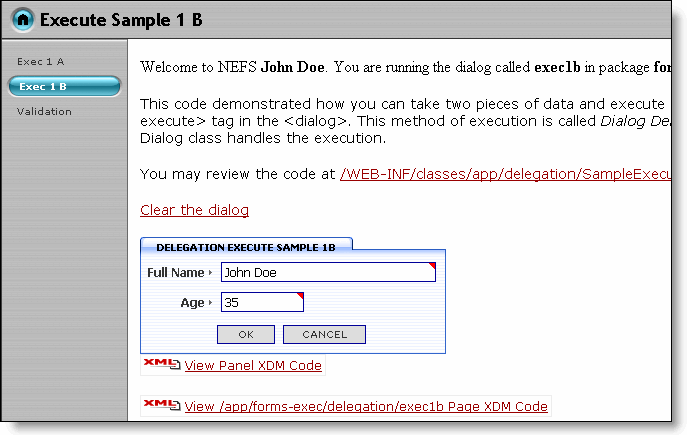 Execute Sample 1 B
Exec 1 A
Exec 1 B
Validation
Welcome to NEFS John Doe. You are running the dialog called exec1b in package
This code demonstrated how you can take two pieces of data and execute
execute> tag in the <dialog>. This method of execution is called Dialog
Dialog class handles the execution.
You may review the code at /WEB-INF/classes/app/delegation/
Clear the dialog
DELEGATION EXECUTE SAMPLE 1B
Full Name John Doe
Age 35
OK CANCEL
XML View Panel XDM Code
XML View /app/forms-exec/delegation/exec1b Page XDM Code